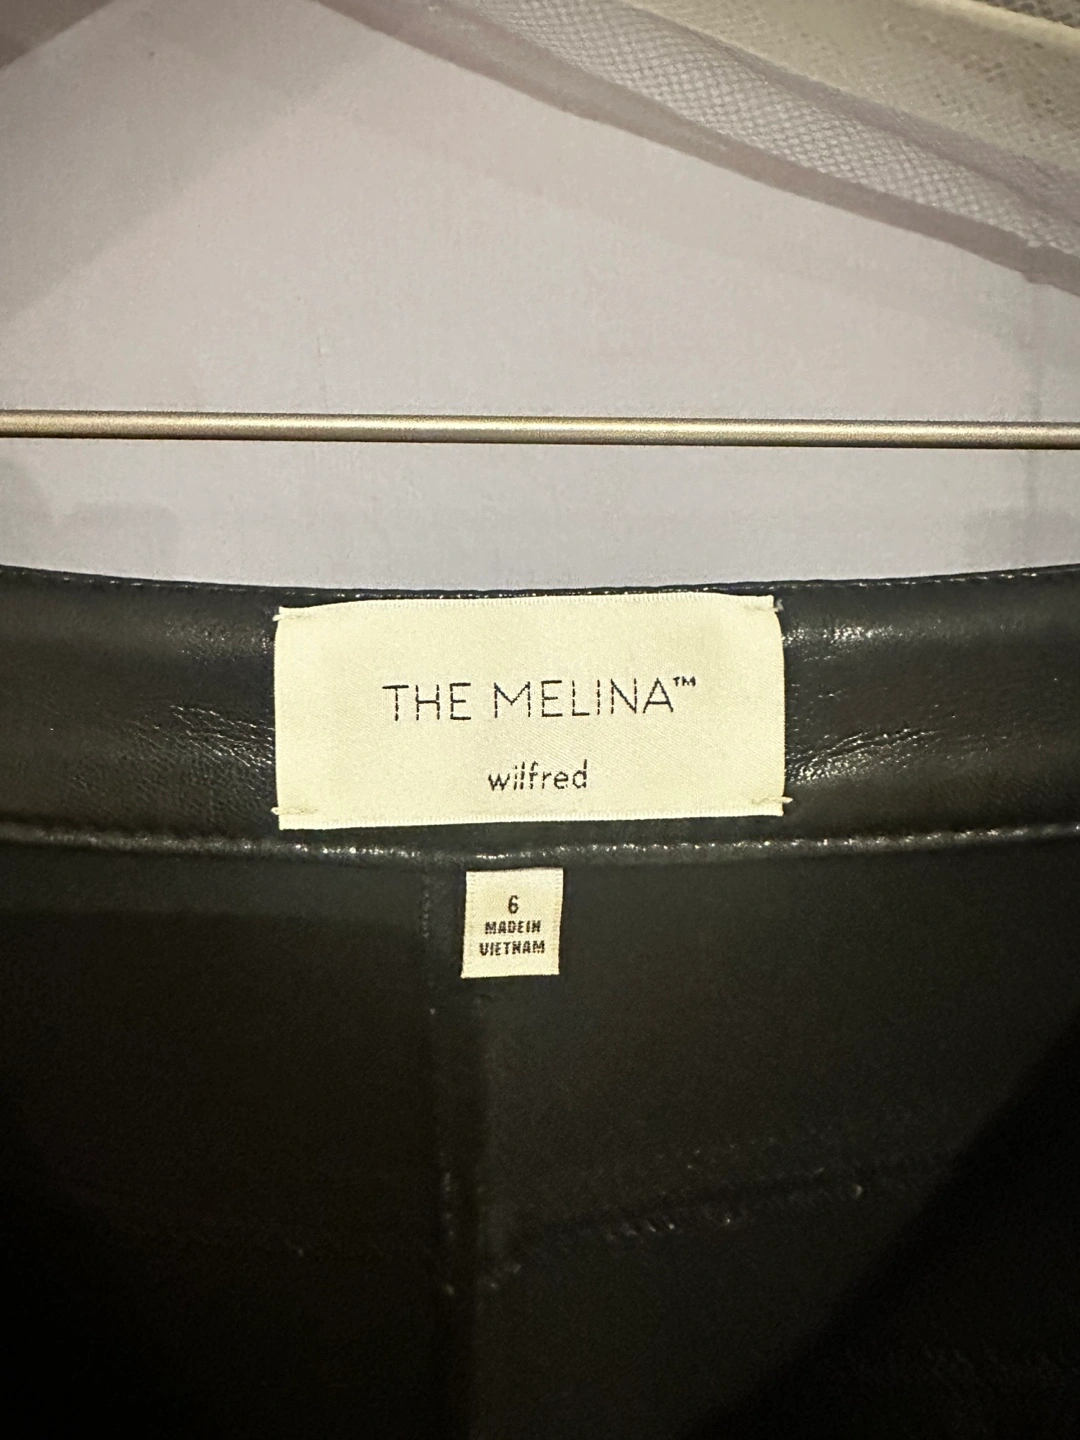 THE MELINA™
wilfred
6
MADE IN
VIETNAM